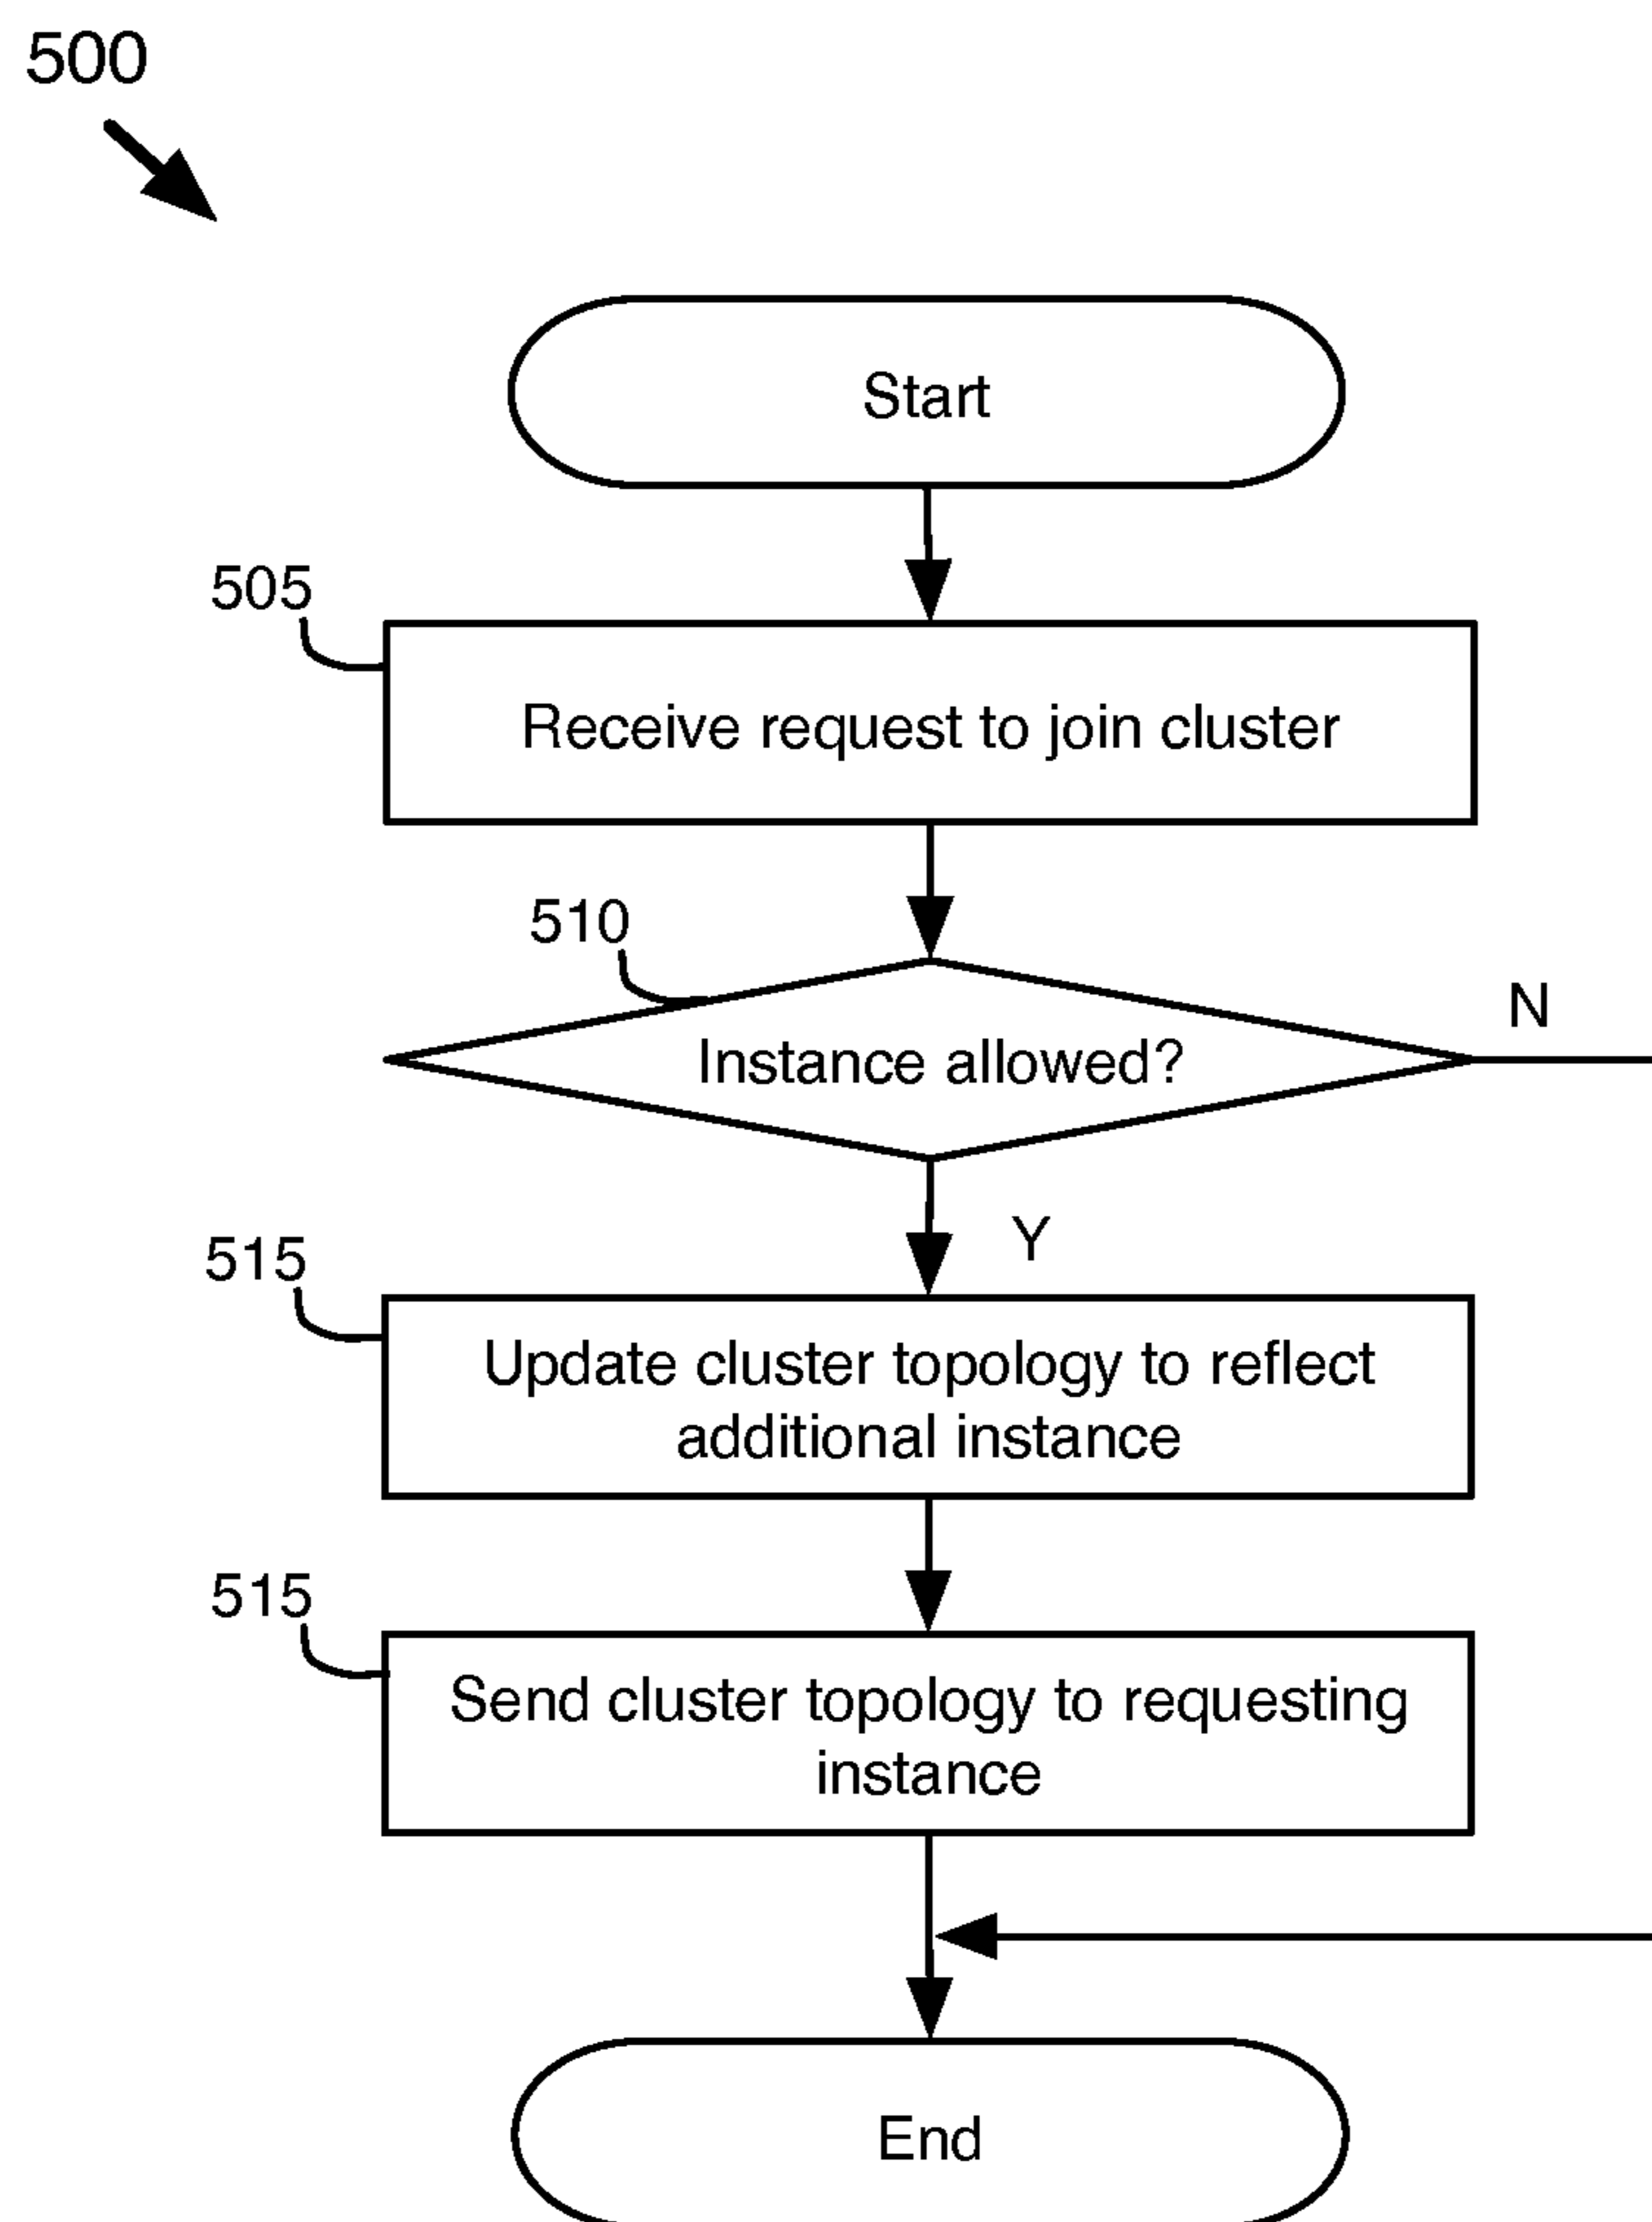 500
Start
505
Receive request to join cluster
510
Instance allowed?
N
Y
515
Update cluster topology to reflect
additional instance
515
Send cluster topology to requesting
instance
End